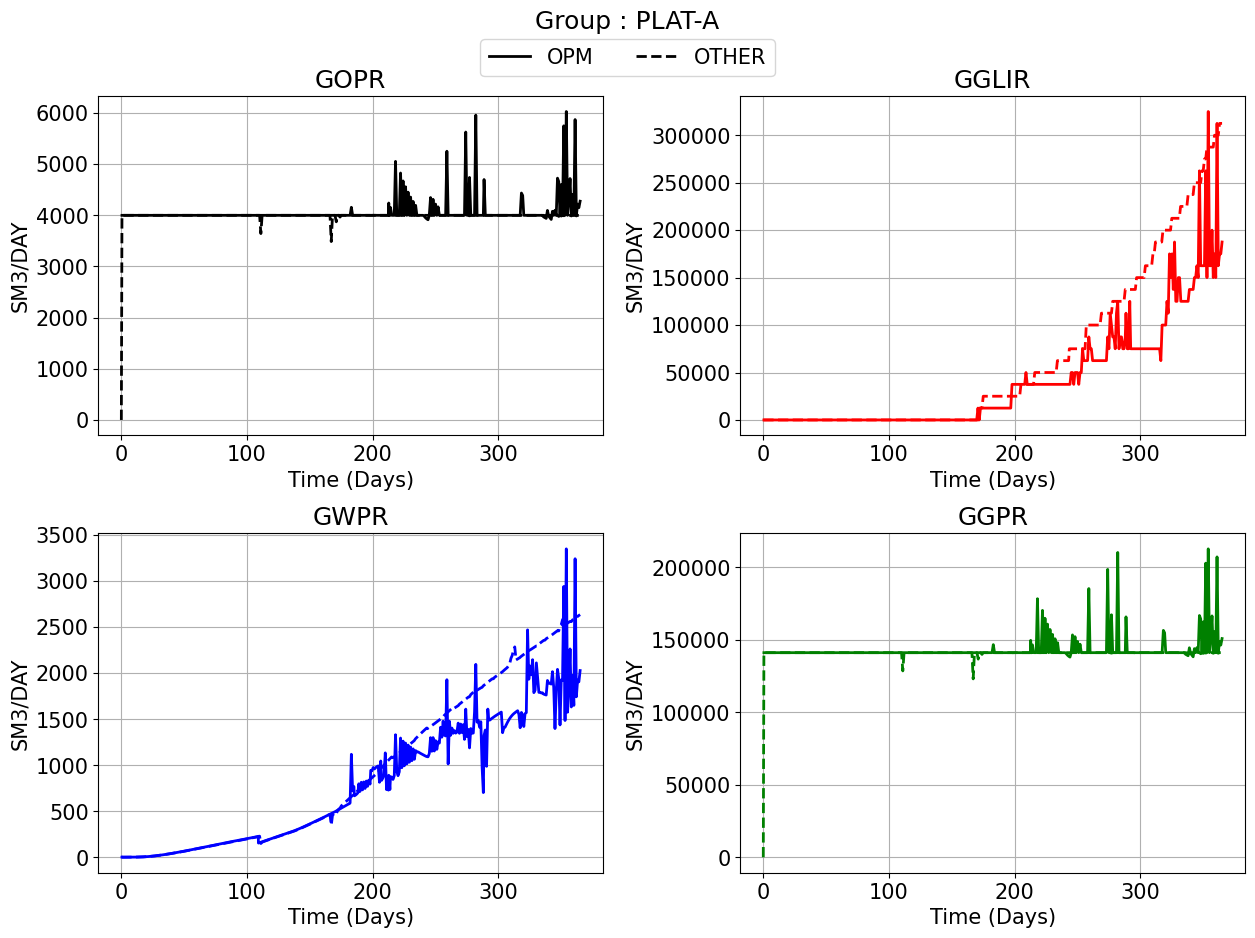 Group : PLAT-A
OPM OTHER
GOPR
6000
5000
4000
3000
2000
1000
0
SM3/DAY
0 100 200 300
Time (Days)
GGLIR
300000
250000
200000
150000
100000
50000
0
SM3/DAY
0 100 200 300
Time (Days)
GWPR
3500
3000
2500
2000
1500
1000
500
0
SM3/DAY
0 100 200 300
Time (Days)
GGPR
200000
150000
100000
50000
0
SM3/DAY
0 100 200 300
Time (Days)